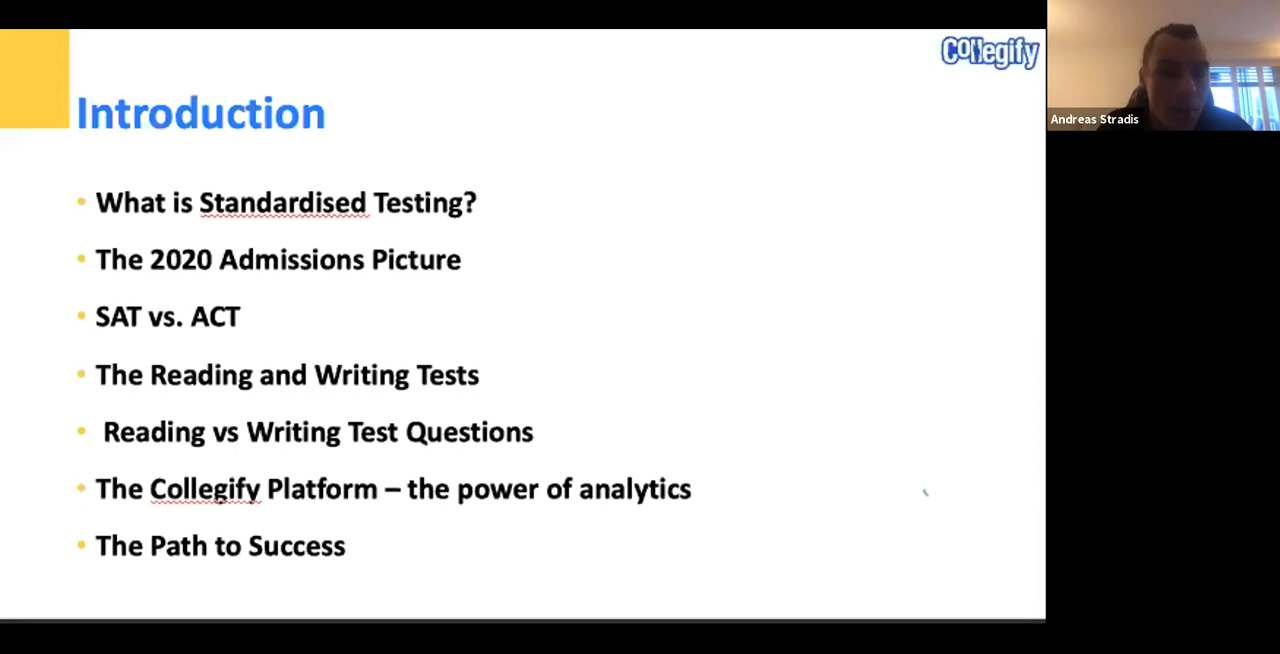 Collegify
Andreas Stradis
Introduction
• What is Standardised Testing?
• The 2020 Admissions Picture
• SAT vs. ACT
• The Reading and Writing Tests
• Reading vs Writing Test Questions
• The Collegify Platform – the power of analytics
• The Path to Success